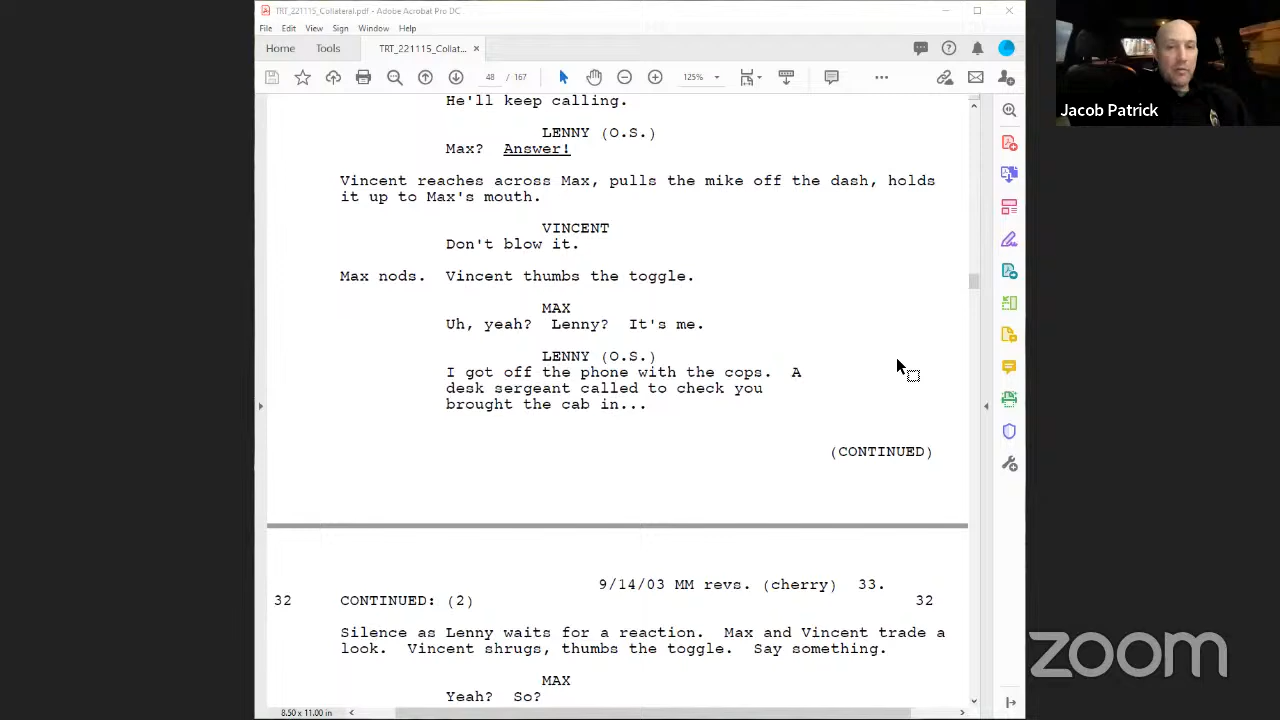 TRT_221115_Collateral.pdf - Adobe Acrobat Pro DC
File Edit View Sign Window Help
Home Tools TRT_221115_Collat... ×
48 / 167 125%
He'll keep calling.
LENNY (O.S.)
Max? Answer!
Vincent reaches across Max, pulls the mike off the dash, holds
it up to Max's mouth.
VINCENT
Don't blow it.
Max nods. Vincent thumbs the toggle.
MAX
Uh, yeah? Lenny? It's me.
LENNY (O.S.)
I got off the phone with the cops. A
desk sergeant called to check you
brought the cab in...
(CONTINUED)
9/14/03 MM revs. (cherry) 33.
32 CONTINUED: (2) 32
Silence as Lenny waits for a reaction. Max and Vincent trade a
look. Vincent shrugs, thumbs the toggle. Say something.
MAX
Yeah? So?
8.50 x 11.00 in
Jacob Patrick
zoom